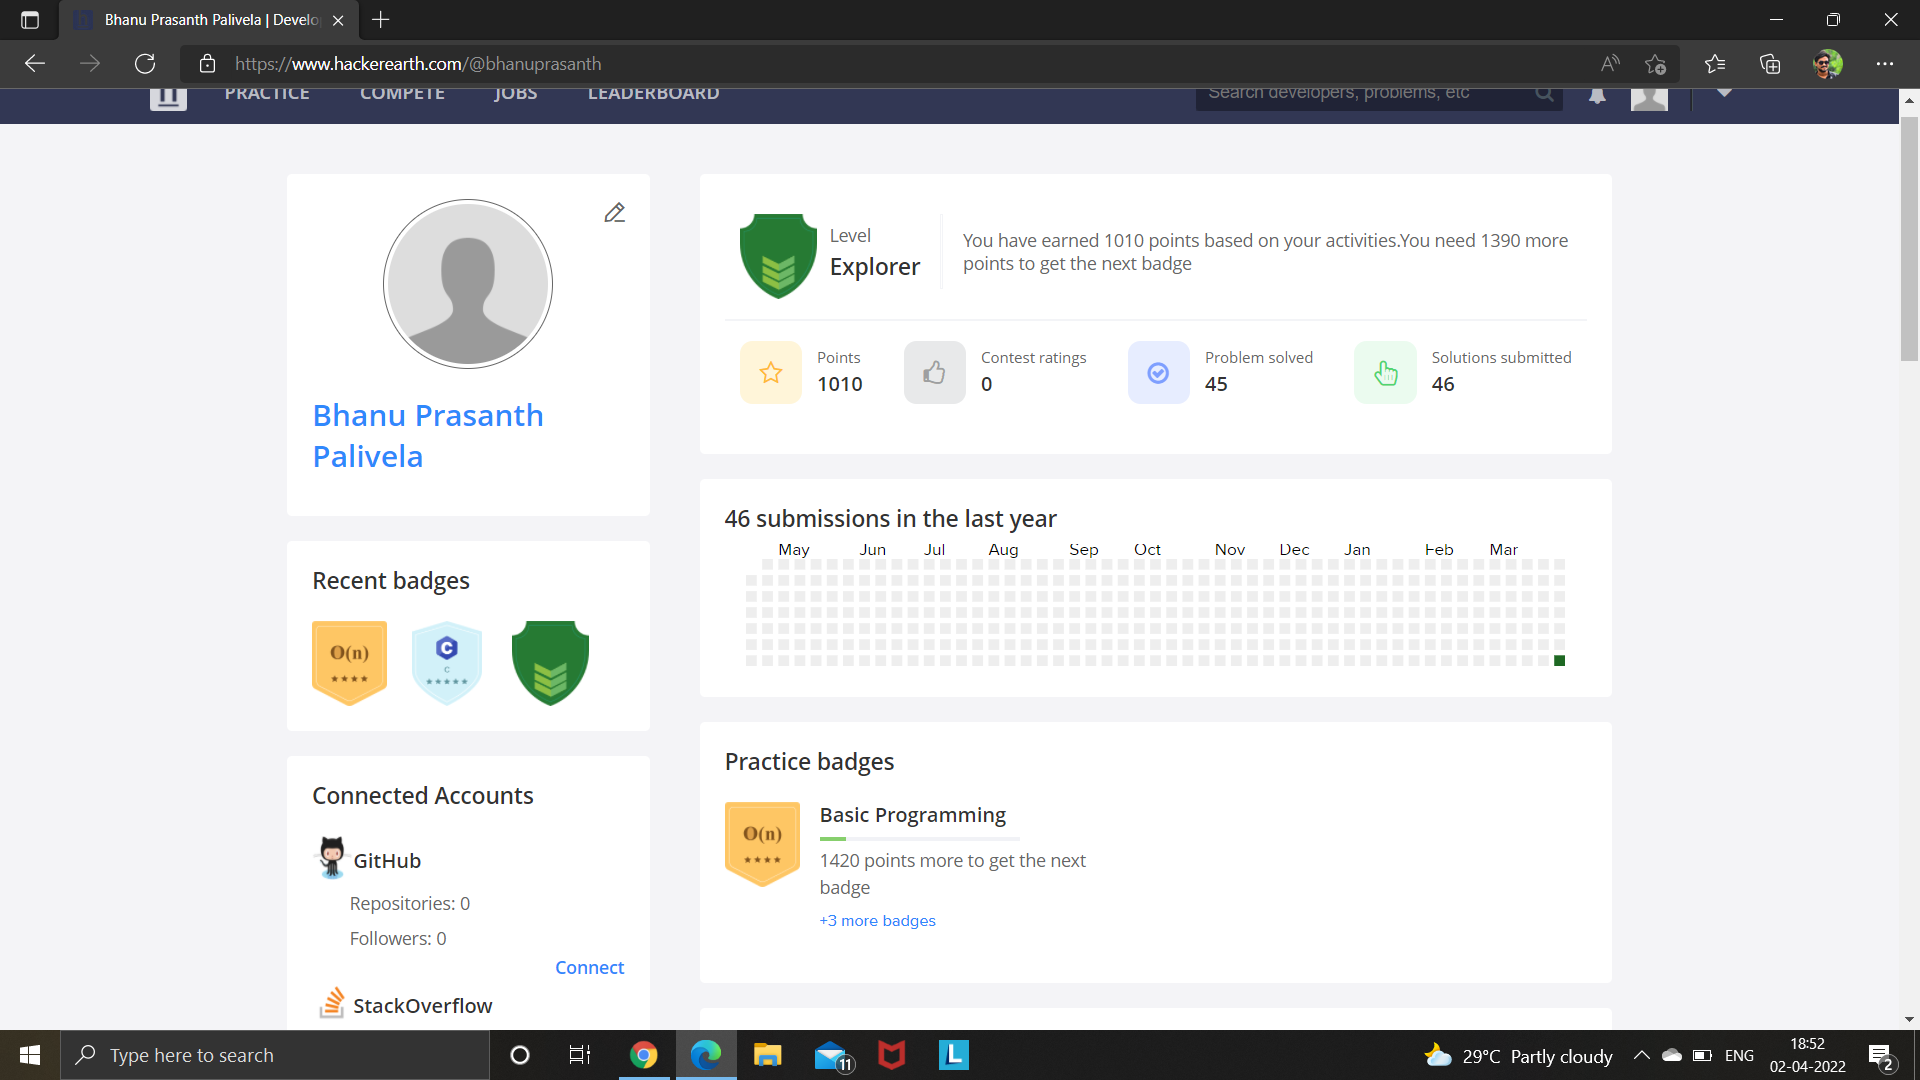 Bhanu Prasanth Palivela | Develo
https://www.hackerearth.com/@bhanuprasanth
PRACTICE COMPETE JOBS LEADERBOARD Search developers, problems, etc
Level
Explorer
You have earned 1010 points based on your activities.You need 1390 more
points to get the next badge
Points
1010
Contest ratings
0
Problem solved
45
Solutions submitted
46
Bhanu Prasanth
Palivela
46 submissions in the last year
May Jun Jul Aug Sep Oct Nov Dec Jan Feb Mar
Recent badges
O(n)
C
C
Practice badges
O(n)
Basic Programming
1420 points more to get the next
badge
+3 more badges
Connected Accounts
GitHub
Repositories: 0
Followers: 0
Connect
StackOverflow
Type here to search
11
L
29°C Partly cloudy
ENG
18:52
02-04-2022
2